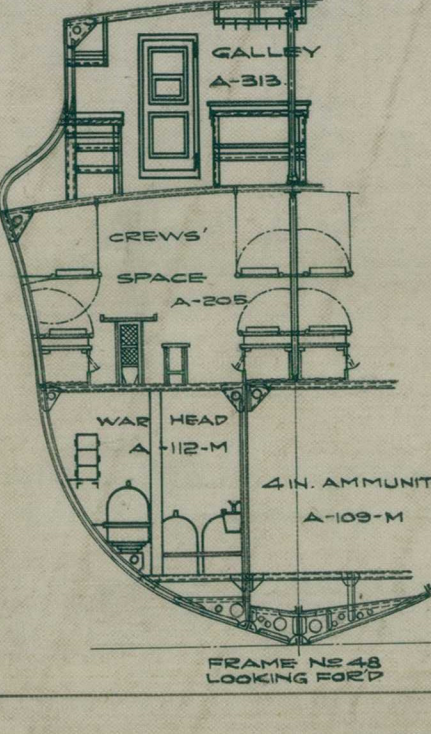 GALLEY
A-313
CREWS'
SPACE
A-205
WAR HEAD
A-112-M
4 IN. AMMUNIT
A-109-M
FRAME Nº 48
LOOKING FOR'D